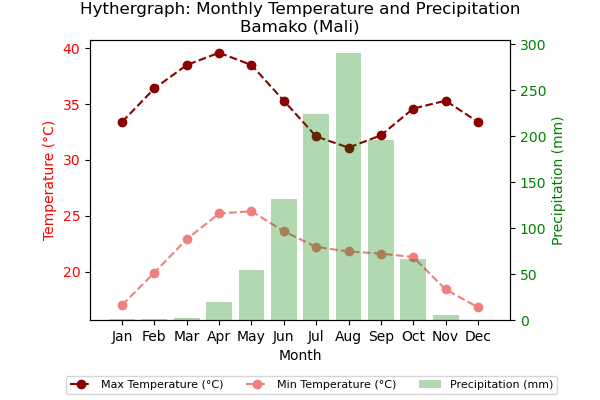 Hythergraph: Monthly Temperature and Precipitation
Bamako (Mali)
Temperature (°C)
40
35
30
25
20
300
250
200
150
100
50
0
Precipitation (mm)
Jan Feb Mar Apr May Jun Jul Aug Sep Oct Nov Dec
Month
Max Temperature (°C) Min Temperature (°C) Precipitation (mm)